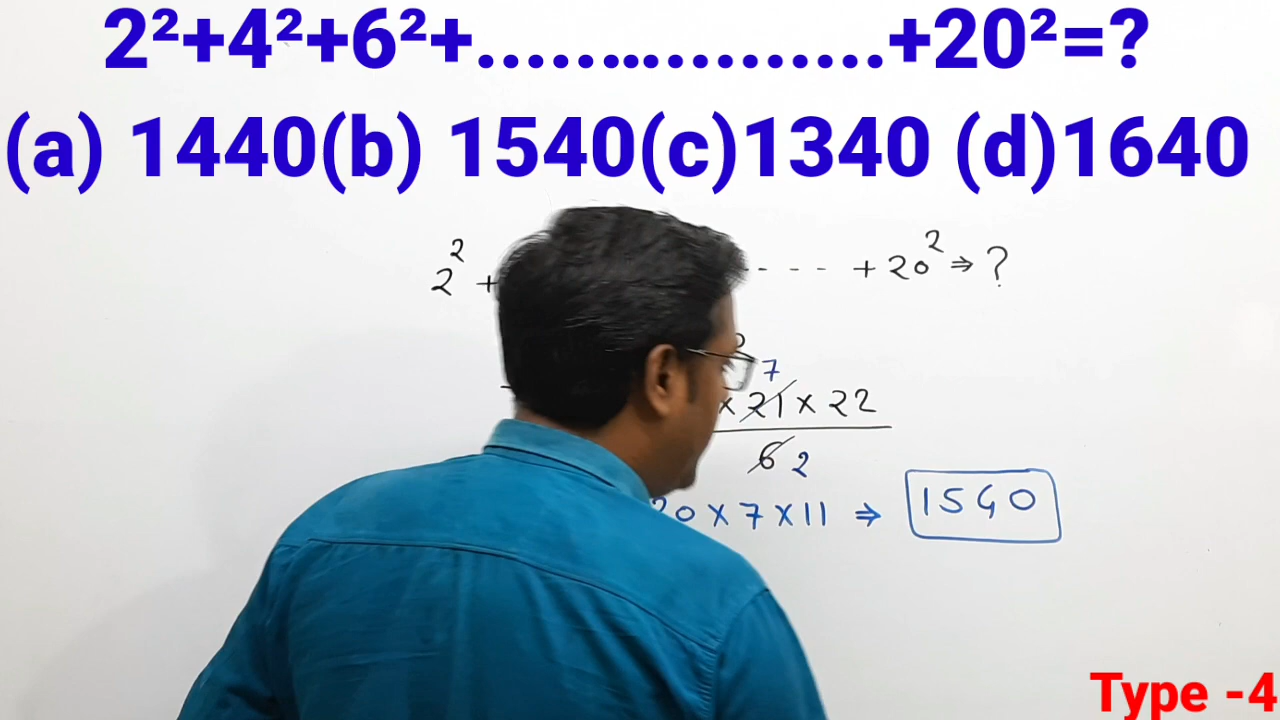 2²+4²+6²+..................+20²=?
(a) 1440(b) 1540(c)1340 (d)1640
2² + - - - - + 20² ⇒ ?
7
× 21 × 22
6 2
20 × 7 × 11 ⇒ 1540
Type -4